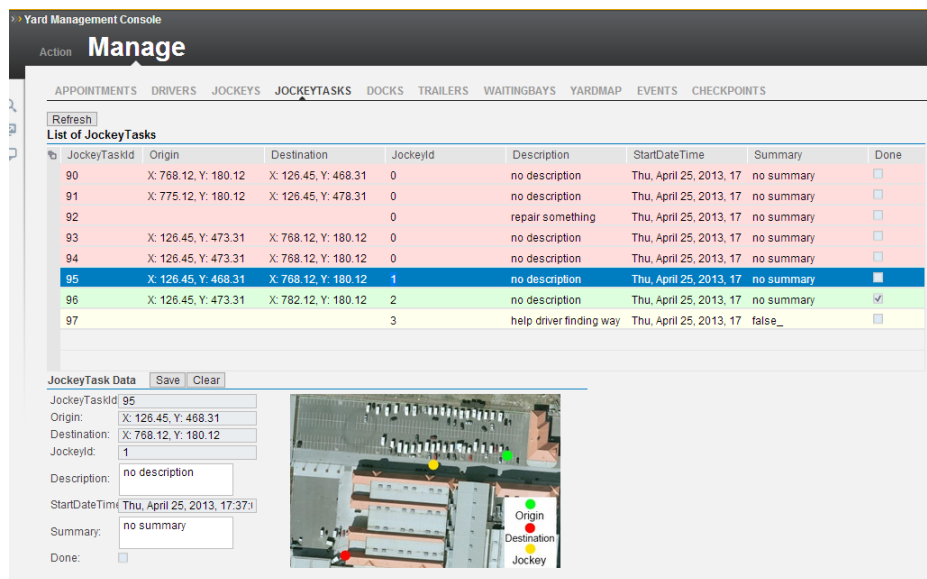 Yard Management Console
Action Manage
APPOINTMENTS DRIVERS JOCKEYS JOCKEYTASKS DOCKS TRAILERS WAITINGBAYS YARDMAP EVENTS CHECKPOINTS
Refresh
List of JockeyTasks
JockeyTaskId Origin Destination JockeyId Description StartDateTime Summary Done
90 X: 768.12, Y: 180.12 X: 126.45, Y: 468.31 0 no description Thu, April 25, 2013, 17 no summary
91 X: 775.12, Y: 180.12 X: 126.45, Y: 478.31 0 no description Thu, April 25, 2013, 17 no summary
92 0 repair something Thu, April 25, 2013, 17 no summary
93 X: 126.45, Y: 473.31 X: 768.12, Y: 180.12 0 no description Thu, April 25, 2013, 17 no summary
94 X: 126.45, Y: 473.31 X: 768.12, Y: 180.12 0 no description Thu, April 25, 2013, 17 no summary
95 X: 126.45, Y: 468.31 X: 768.12, Y: 180.12 1 no description Thu, April 25, 2013, 17 no summary
96 X: 126.45, Y: 473.31 X: 782.12, Y: 180.12 2 no description Thu, April 25, 2013, 17 no summary
97 3 help driver finding way Thu, April 25, 2013, 17 false_
JockeyTask Data Save Clear
JockeyTaskId 95
Origin: X: 126.45, Y: 468.31
Destination: X: 768.12, Y: 180.12
JockeyId: 1
Description: no description
StartDateTime Thu, April 25, 2013, 17:37:
Summary: no summary
Done:
Origin
Destination
Jockey